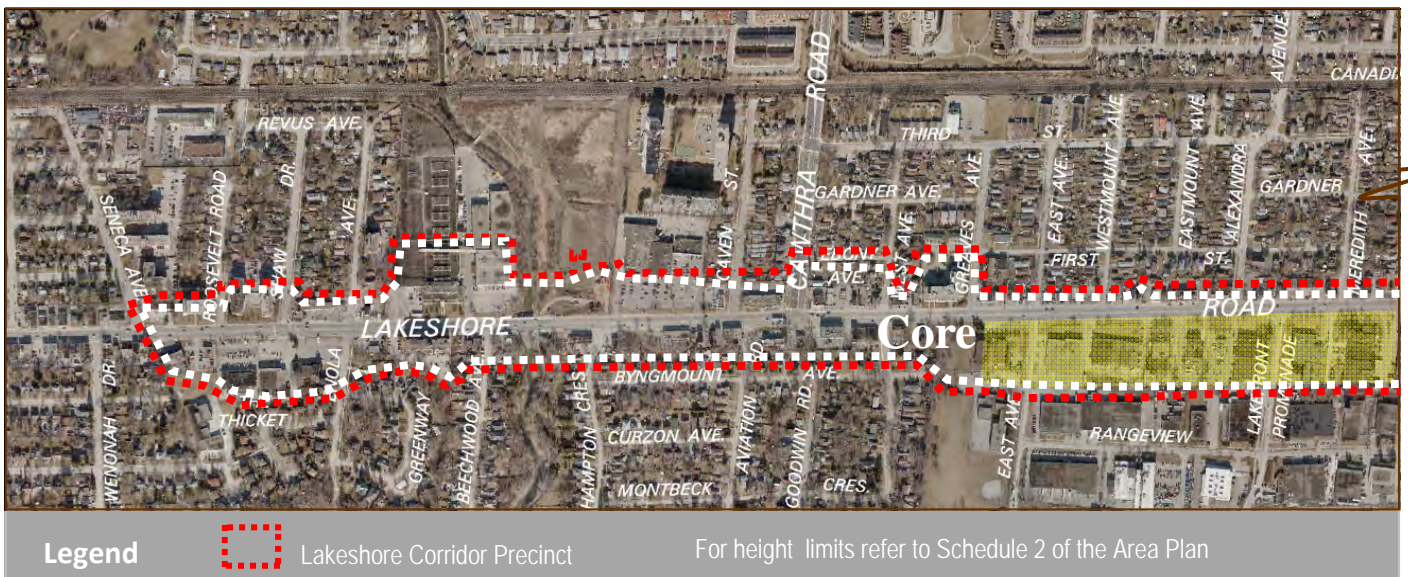 ROAD
AVENUE
CANADI
REVUS AVE.
THIRD ST.
AVE.
SENECA AVE.
ROOSEVELT ROAD
SHAW DR.
AVE.
AVEN ST.
CAWTHRA
GARDNER AVE.
GREAVES AVE
EAST AVE.
WESTMOUNT AVE.
EASTMOUNT AVE.
ALEXANDRA
GARDNER
MEREDITH AVE.
AVE.
FIRST ST.
LAKESHORE
ROAD
Core
WENONAH DR.
THICKET
ENOLA
GREENWAY
BEECHWOOD AVE
HAMPTON CRES
BYNGMOUNT AVE.
CURZON AVE.
MONTBECK CRES.
AVIATION RD.
GOODWIN RD.
EAST AVE
RANGEVIEW
LAKEFRONT PROMENADE
Legend
Lakeshore Corridor Precinct
For height limits refer to Schedule 2 of the Area Plan